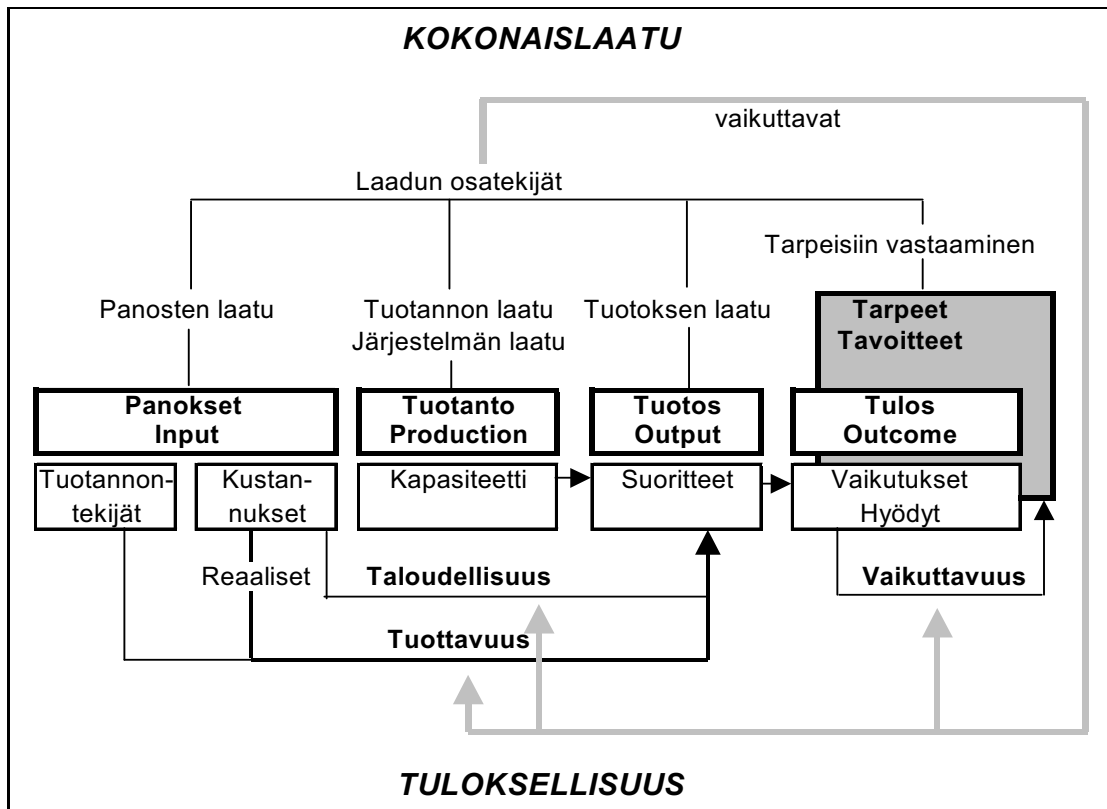 KOKONAISLAATU
vaikuttavat
Laadun osatekijät
Tarpeisiin vastaaminen
Panosten laatu
Tuotannon laatu
Järjestelmän laatu
Tuotoksen laatu
Tarpeet
Tavoitteet
Panokset
Input
Tuotanto
Production
Tuotos
Output
Tulos
Outcome
Tuotannon-
tekijät
Kustan-
nukset
Kapasiteetti
Suoritteet
Vaikutukset
Hyödyt
Reaaliset
Taloudellisuus
Vaikuttavuus
Tuottavuus
TULOKSELLISUUS